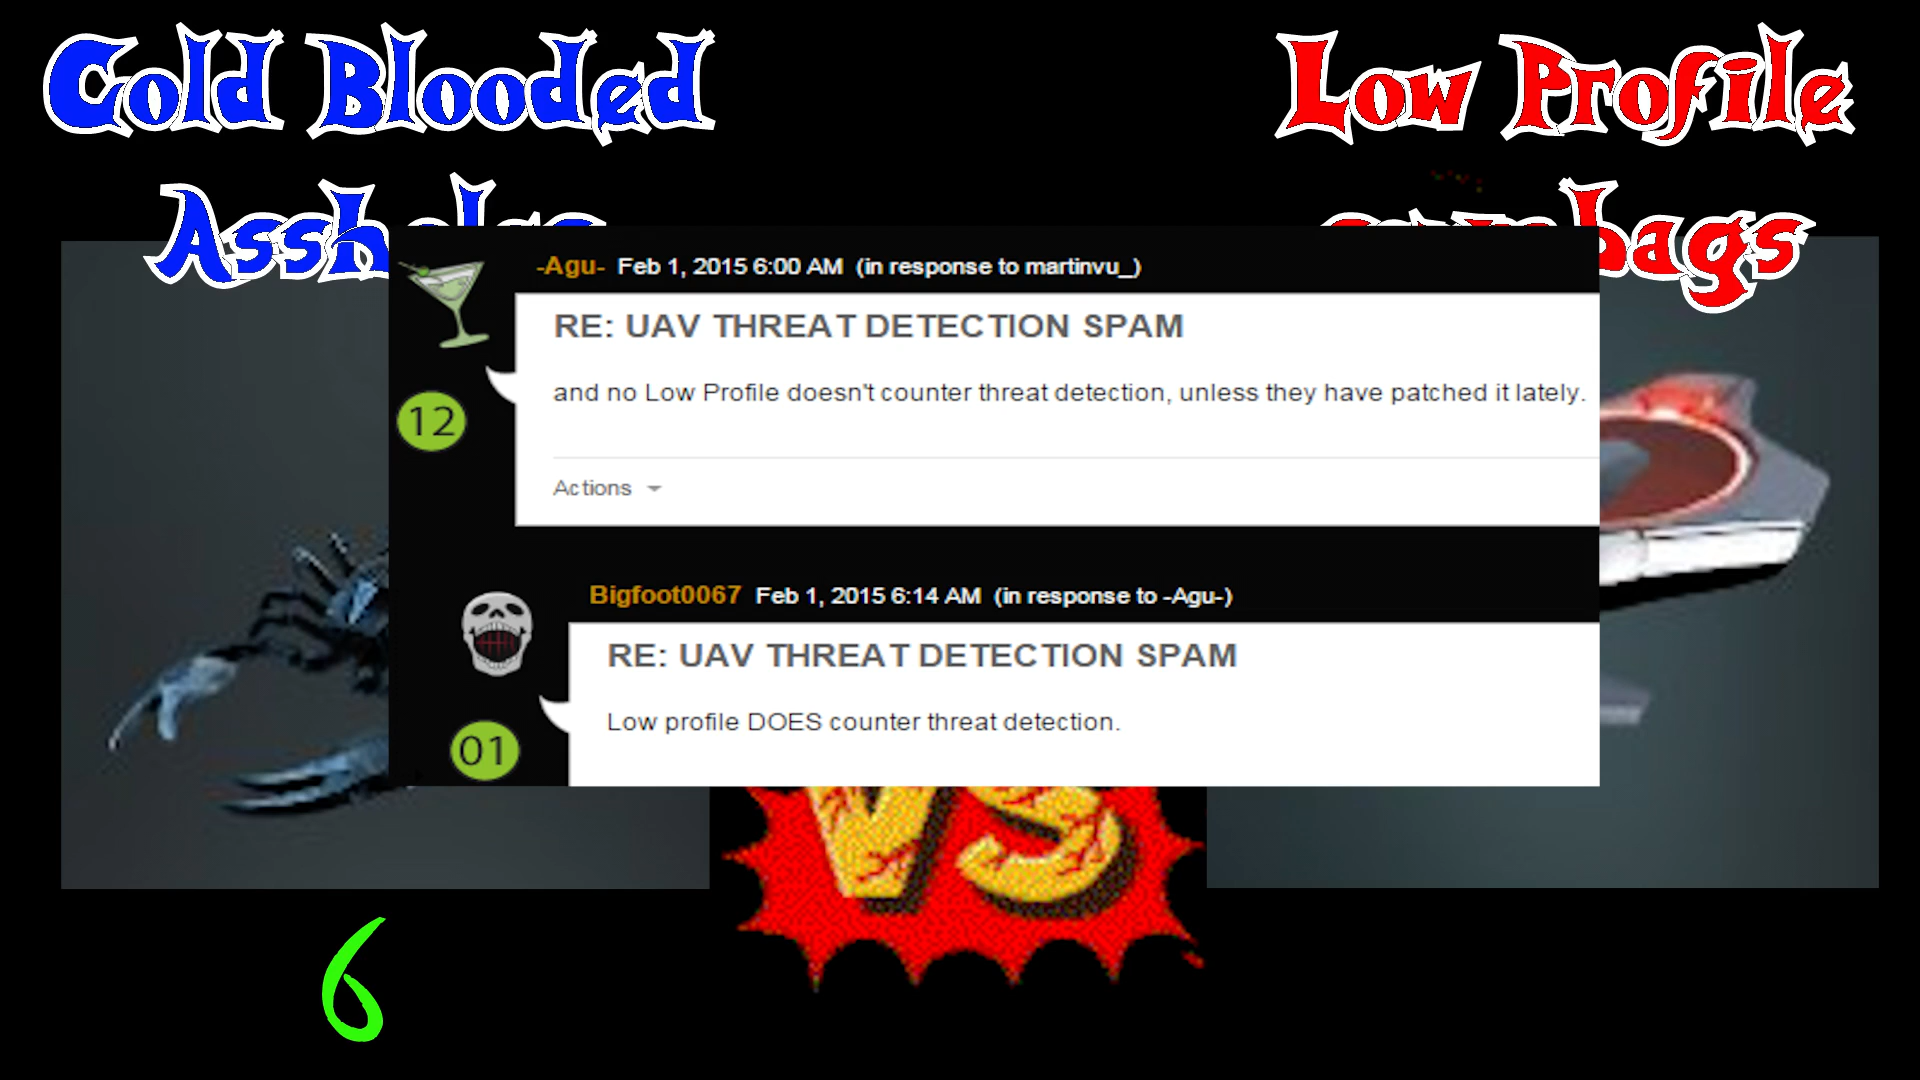 Cold Blooded
Low Profile
-Agu- Feb 1, 2015 6:00 AM (in response to martinvu_)
RE: UAV THREAT DETECTION SPAM
and no Low Profile doesn't counter threat detection, unless they have patched it lately.
12
Actions
Bigfoot0067 Feb 1, 2015 6:14 AM (in response to -Agu-)
RE: UAV THREAT DETECTION SPAM
Low profile DOES counter threat detection.
01
VS
6